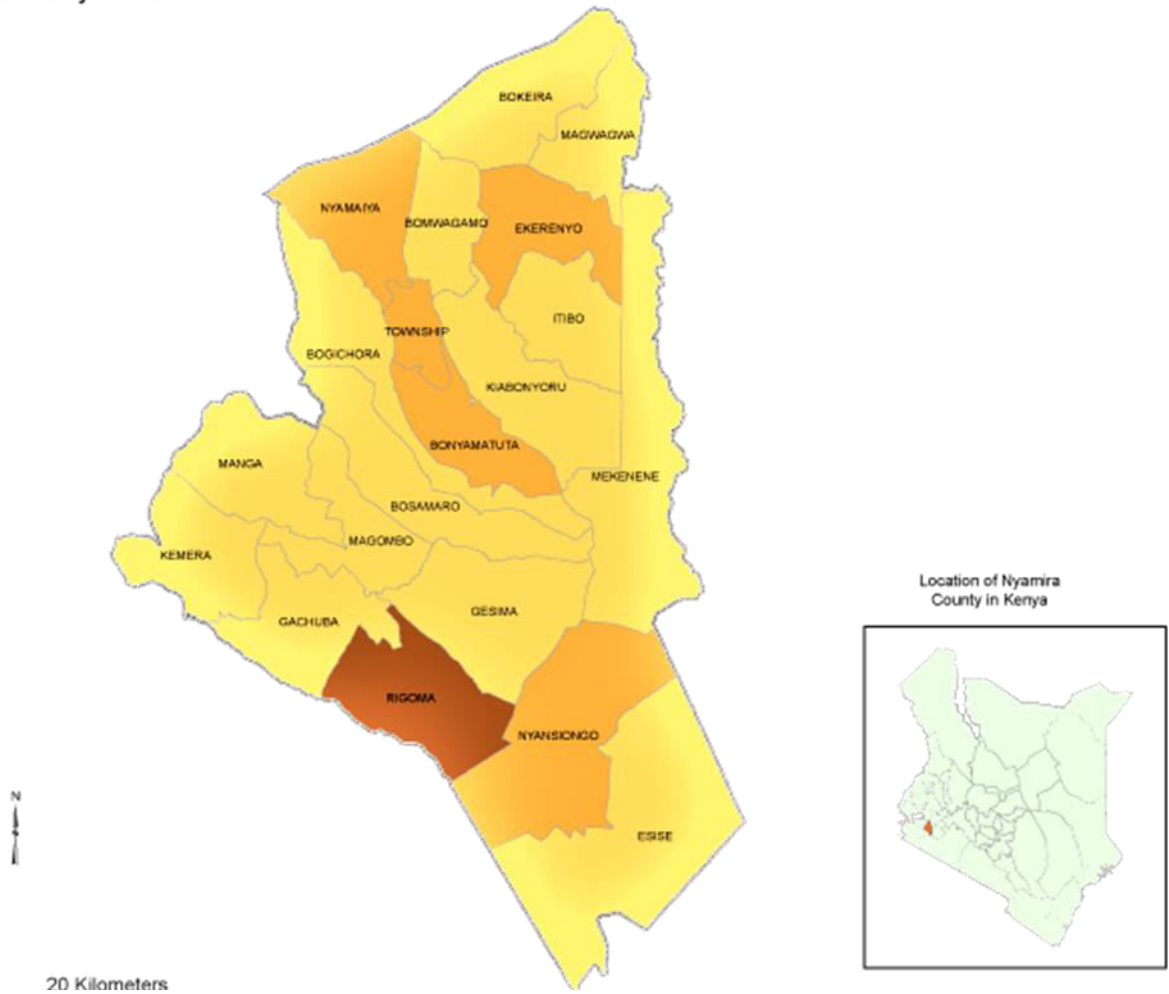 BOKEIRA
MAGWAGWA
NYAMAIYA
BOMWAGAMO
EKERENYO
ITIBO
TOWNSHIP
BOGICHORA
KIABONYORU
BONYAMATUTA
MANGA
MEKENENE
BOSAMARO
MAGOMBO
KEMERA
GESIMA
GACHUBA
RIGOMA
NYANSIONGO
ESISE
Location of Nyamira
County in Kenya
N
20 Kilometers